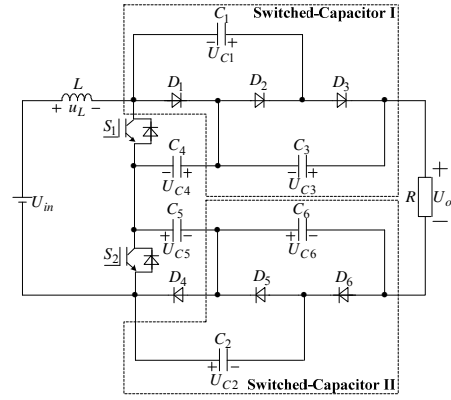 Switched-Capacitor I
C1
− +
UC1
L
+ uL −
D1
D2
D3
S1
C4
− +
UC4
C3
− +
UC3
Uin
R
+
Uo
−
C5
+ −
UC5
C6
+ −
UC6
S2
D4
D5
D6
C2
+ −
UC2
Switched-Capacitor II